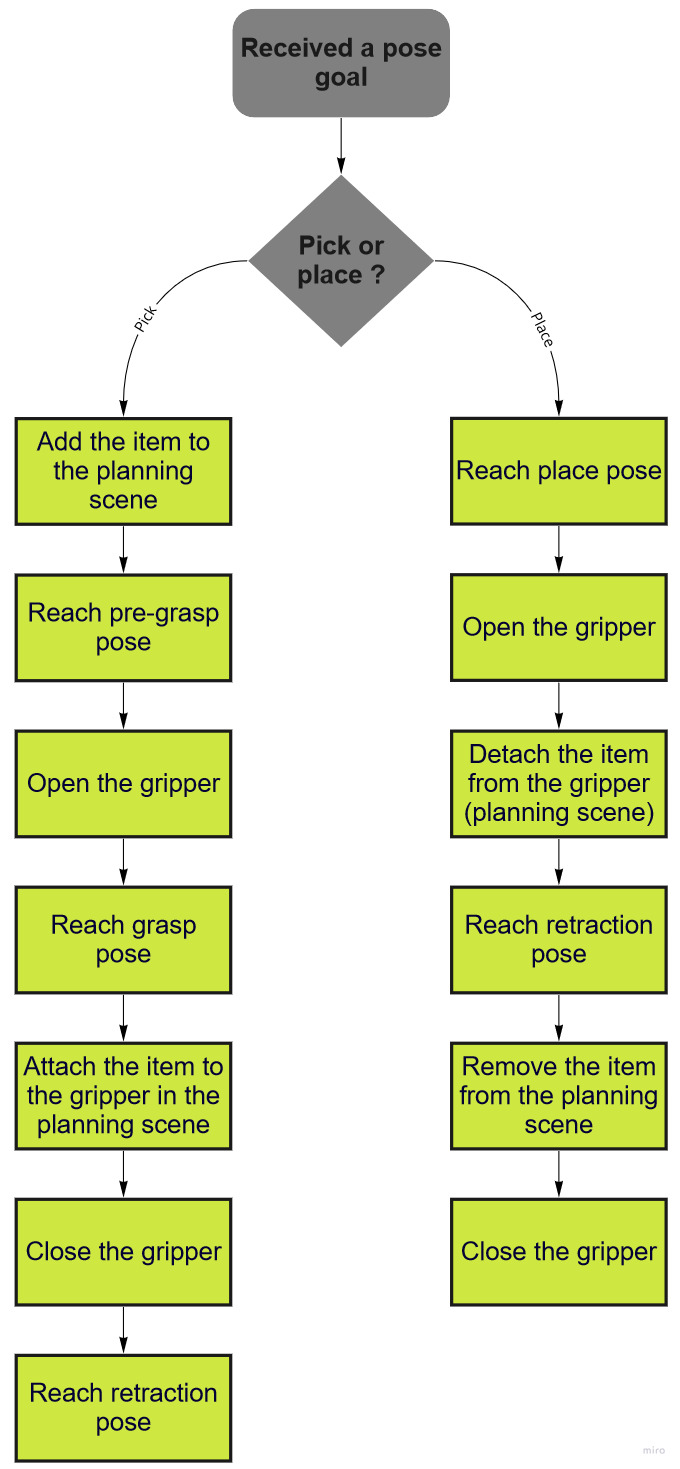 Received a pose
goal
Pick or
place ?
Pick
Place
Add the item to
the planning
scene
Reach pre-grasp
pose
Open the gripper
Reach grasp
pose
Attach the item to
the gripper in the
planning scene
Close the gripper
Reach retraction
pose
Reach place pose
Open the gripper
Detach the item
from the gripper
(planning scene)
Reach retraction
pose
Remove the item
from the planning
scene
Close the gripper
miro